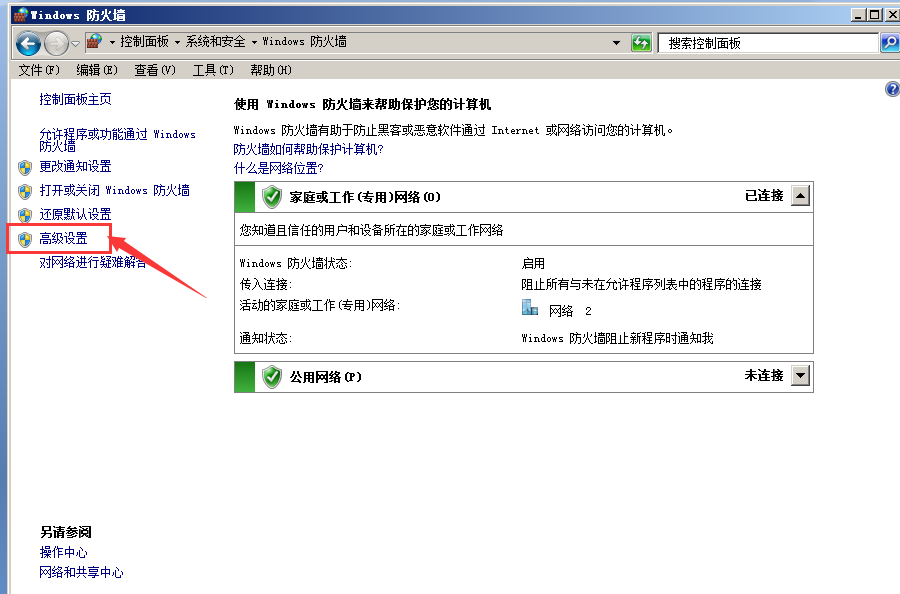 Windows 防火墙
控制面板 系统和安全 Windows 防火墙
搜索控制面板
文件(F) 编辑(E) 查看(V) 工具(T) 帮助(H)
控制面板主页
允许程序或功能通过 Windows
防火墙
更改通知设置
打开或关闭 Windows 防火墙
还原默认设置
高级设置
对网络进行疑难解答
另请参阅
操作中心
网络和共享中心
使用 Windows 防火墙来帮助保护您的计算机
Windows 防火墙有助于防止黑客或恶意软件通过 Internet 或网络访问您的计算机。
防火墙如何帮助保护计算机?
什么是网络位置?
家庭或工作(专用)网络(O) 已连接
您知道且信任的用户和设备所在的家庭或工作网络
Windows 防火墙状态: 启用
传入连接: 阻止所有与未在允许程序列表中的程序的连接
活动的家庭或工作(专用)网络: 网络 2
通知状态: Windows 防火墙阻止新程序时通知我
公用网络(P) 未连接